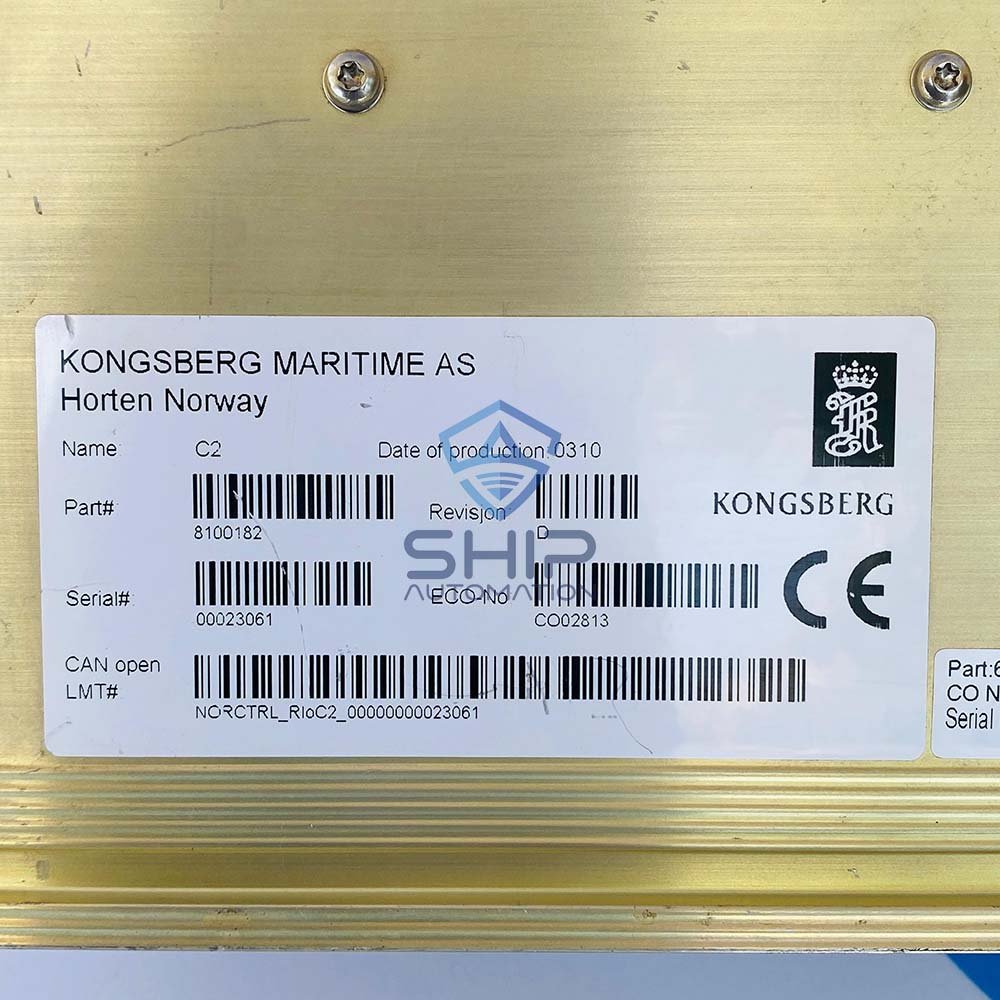 KONGSBERG MARITIME AS
Horten Norway
Name: C2 Date of production: 0310
Part# 8100182 Revisjon: D
KONGSBERG
SHIP
AUTOMATION
Serial# 00023061 ECO-No CO02813
CE
CAN open
LMT#
NORCTRL_RIoC2_00000000023061
Part:6
CO N
Serial